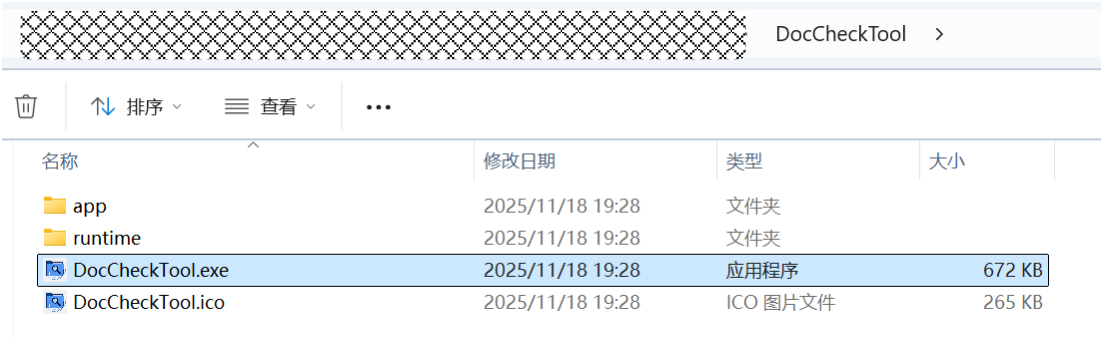 DocCheckTool >
排序 查看 •••
名称 修改日期 类型 大小
app 2025/11/18 19:28 文件夹
runtime 2025/11/18 19:28 文件夹
DocCheckTool.exe 2025/11/18 19:28 应用程序 672 KB
DocCheckTool.ico 2025/11/18 19:28 ICO 图片文件 265 KB